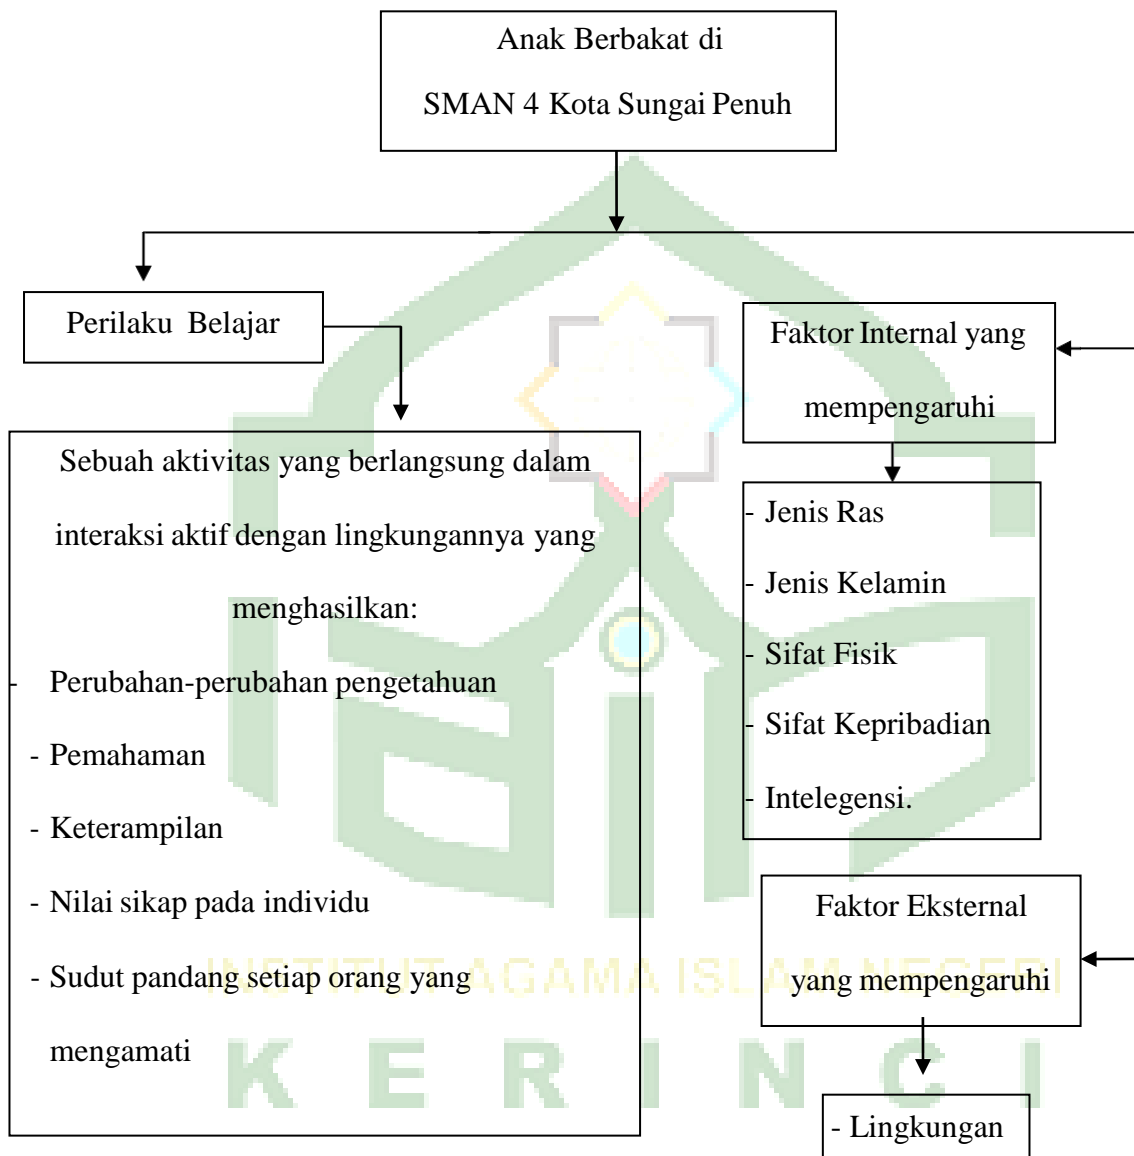 Anak Berbakat di
SMAN 4 Kota Sungai Penuh
Perilaku Belajar
Sebuah aktivitas yang berlangsung dalam
interaksi aktif dengan lingkungannya yang
menghasilkan:
- Perubahan-perubahan pengetahuan
- Pemahaman
- Keterampilan
- Nilai sikap pada individu
- Sudut pandang setiap orang yang
mengamati
Faktor Internal yang
mempengaruhi
- Jenis Ras
- Jenis Kelamin
- Sifat Fisik
- Sifat Kepribadian
- Intelegensi.
Faktor Eksternal
yang mempengaruhi
- Lingkungan
INSTITUT AGAMA ISLAM NEGERI
KERINCI